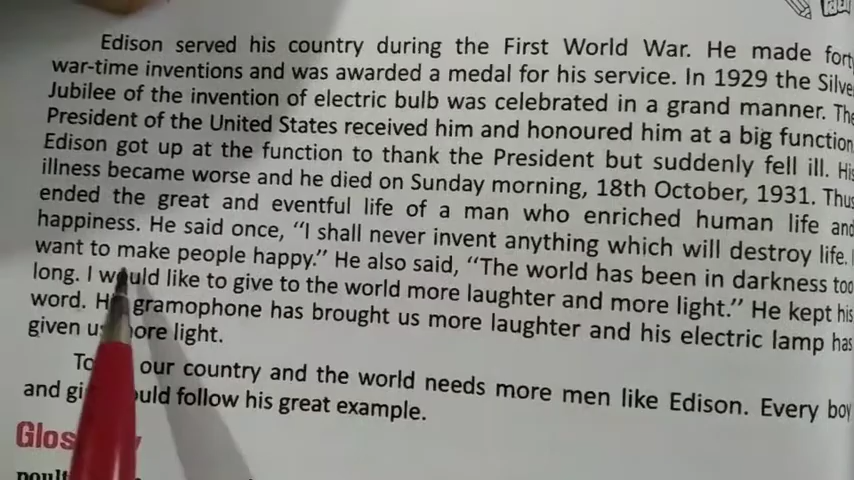 Edison served his country during the First World War. He made forty
war-time inventions and was awarded a medal for his service. In 1929 the Silve
Jubilee of the invention of electric bulb was celebrated in a grand manner. The
President of the United States received him and honoured him at a big function
Edison got up at the function to thank the President but suddenly fell ill. His
illness became worse and he died on Sunday morning, 18th October, 1931. Thus
ended the great and eventful life of a man who enriched human life and
happiness. He said once, “I shall never invent anything which will destroy life. I
want to make people happy.” He also said, “The world has been in darkness too
long. I would like to give to the world more laughter and more light.” He kept his
word. H gramophone has brought us more laughter and his electric lamp has
given u ore light.
To our country and the world needs more men like Edison. Every boy
and gi ould follow his great example.
Glos y
poult